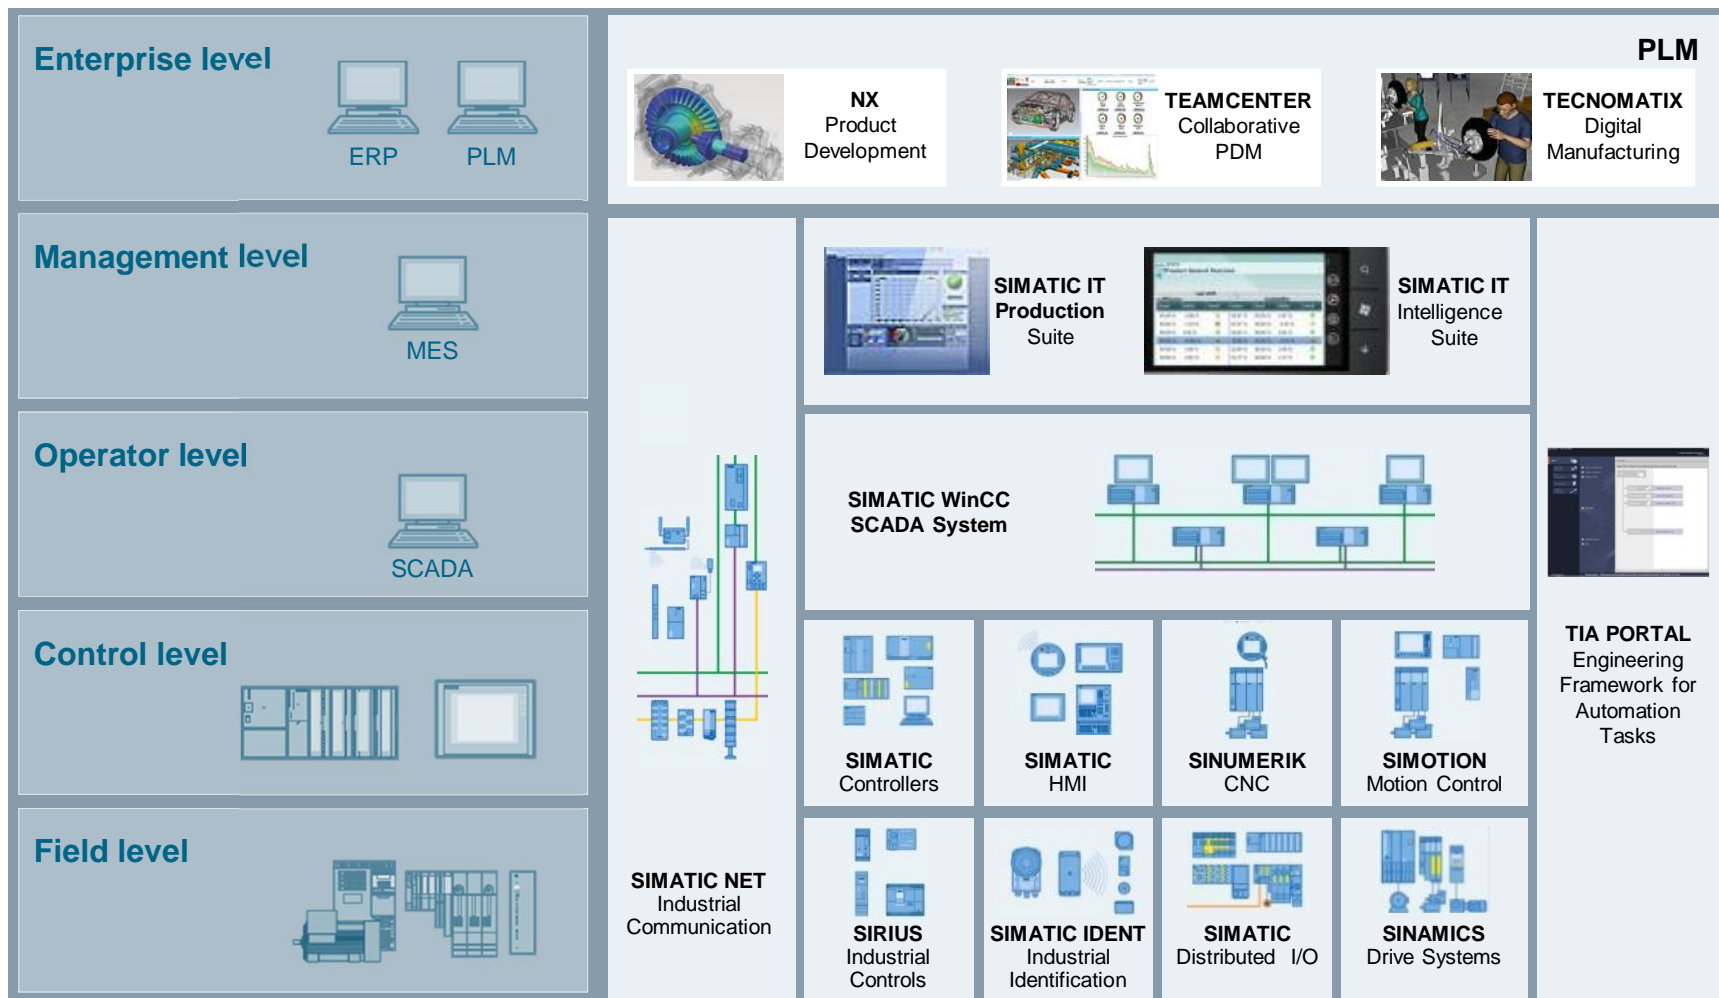 Enterprise level
ERP
PLM
PLM
NX
Product
Development
TEAMCENTER
Collaborative
PDM
TECNOMATIX
Digital
Manufacturing
Management level
MES
SIMATIC IT
Production
Suite
SIMATIC IT
Intelligence
Suite
Operator level
SCADA
SIMATIC WinCC
SCADA System
Control level
SIMATIC
Controllers
SIMATIC
HMI
SINUMERIK
CNC
SIMOTION
Motion Control
TIA PORTAL
Engineering
Framework for
Automation
Tasks
Field level
SIMATIC NET
Industrial
Communication
SIRIUS
Industrial
Controls
SIMATIC IDENT
Industrial
Identification
SIMATIC
Distributed I/O
SINAMICS
Drive Systems